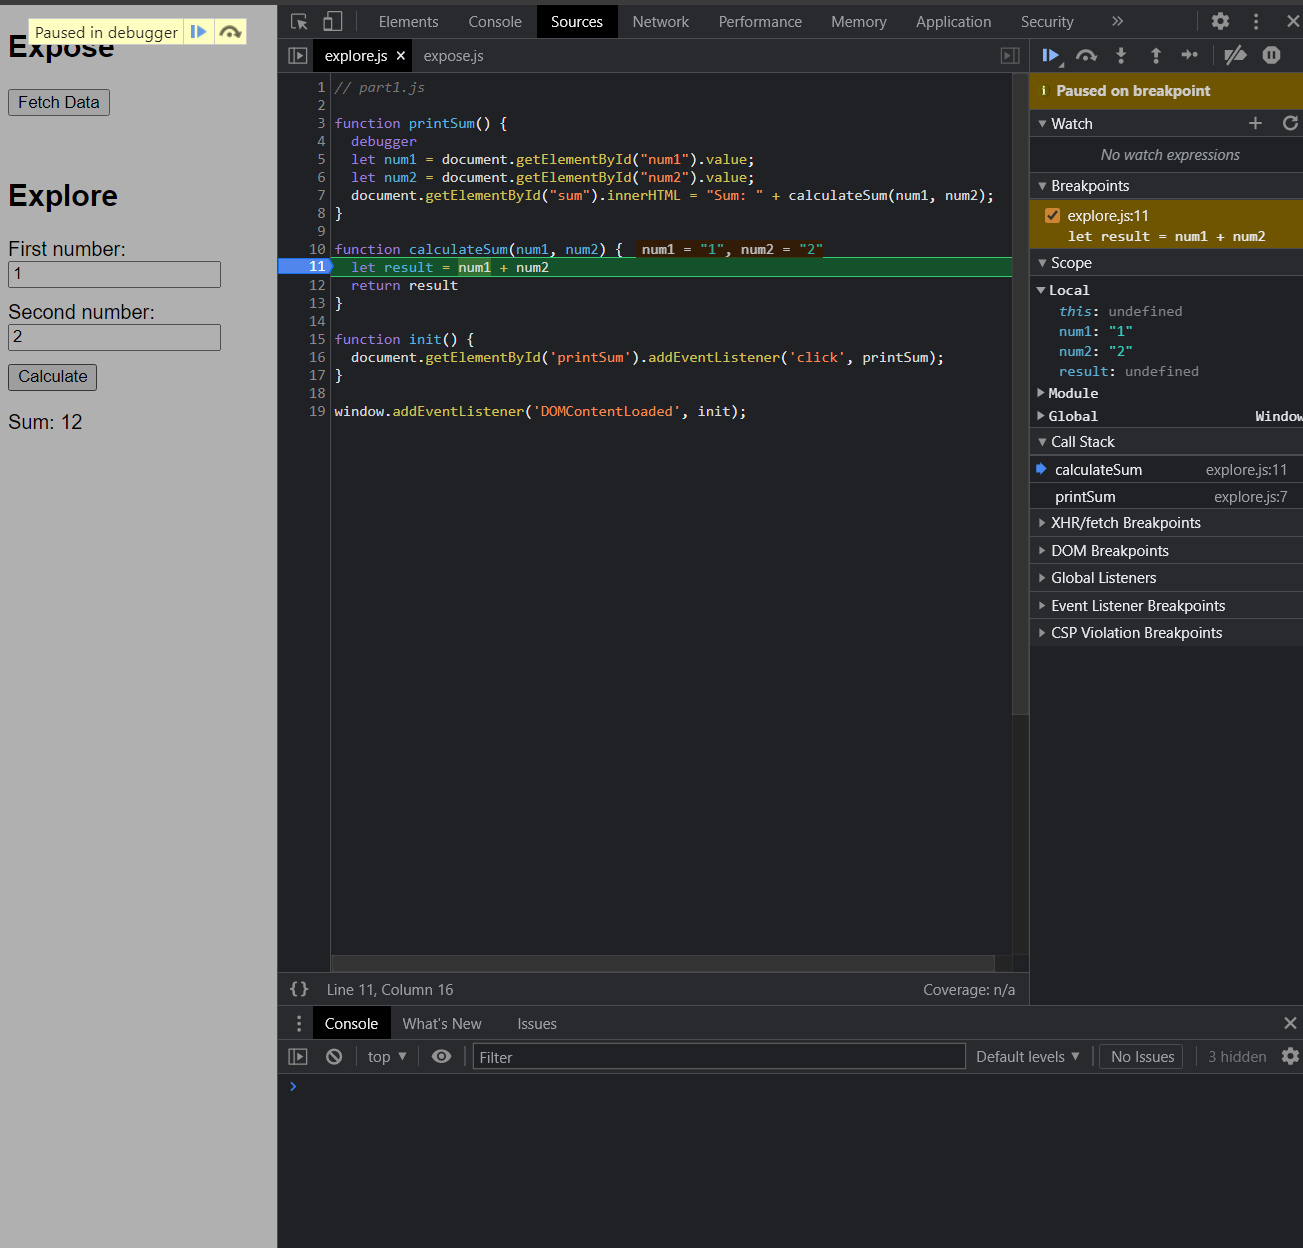 Paused in debugger
Expose
Fetch Data
Explore
First number:
1
Second number:
2
Calculate
Sum: 12
Elements Console Sources Network Performance Memory Application Security »
explore.js × expose.js
1 // part1.js
2
3 function printSum() {
4 debugger
5 let num1 = document.getElementById("num1").value;
6 let num2 = document.getElementById("num2").value;
7 document.getElementById("sum").innerHTML = "Sum: " + calculateSum(num1, num2);
8 }
9
10 function calculateSum(num1, num2) { num1 = "1", num2 = "2"
11 let result = num1 + num2
12 return result
13 }
14
15 function init() {
16 document.getElementById('printSum').addEventListener('click', printSum);
17 }
18
19 window.addEventListener('DOMContentLoaded', init);
{} Line 11, Column 16 Coverage: n/a
i Paused on breakpoint
Watch
No watch expressions
Breakpoints
explore.js:11
let result = num1 + num2
Scope
Local
this: undefined
num1: "1"
num2: "2"
result: undefined
Module
Global Window
Call Stack
calculateSum explore.js:11
printSum explore.js:7
XHR/fetch Breakpoints
DOM Breakpoints
Global Listeners
Event Listener Breakpoints
CSP Violation Breakpoints
Console What's New Issues
top ▼ Filter Default levels ▼ No Issues 3 hidden
›